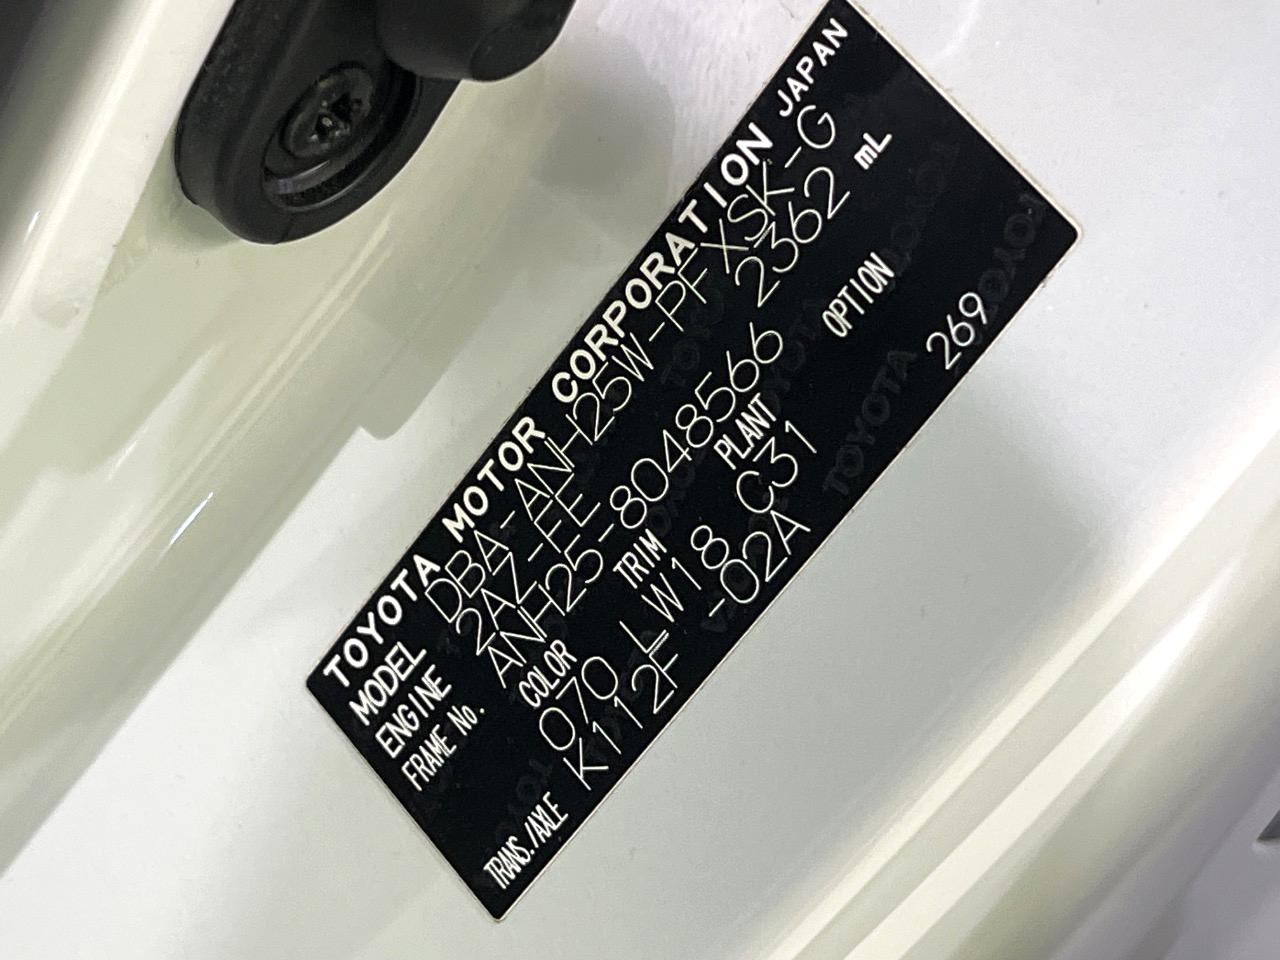 TOYOTA MOTOR CORPORATION JAPAN
MODEL DBA-ANH25W-PFXSK-G
ENGINE 2AZ-FE 2362 mL
FRAME No. ANH25-8048566
COLOR TRIM PLANT OPTION
070 LW18 C31 269
TRANS./AXLE K112F -02A